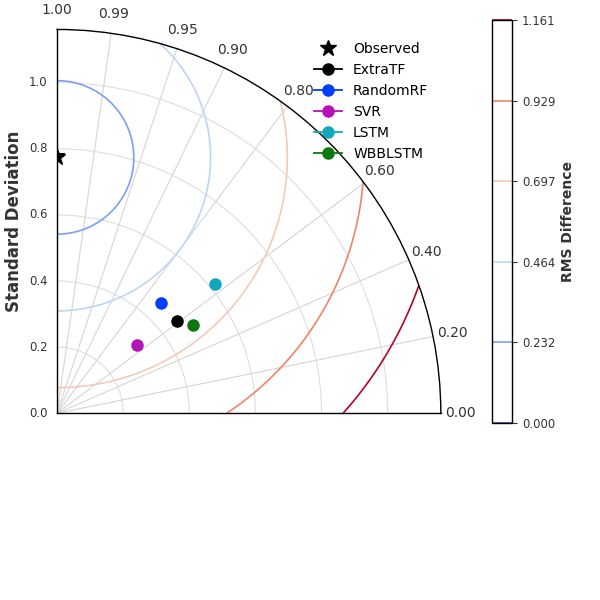 1.00
0.99
0.95
0.90
0.80
0.60
0.40
0.20
0.00
Standard Deviation
1.0
0.8
0.6
0.4
0.2
0.0
Observed
ExtraTF
RandomRF
SVR
LSTM
WBBLSTM
1.161
0.929
0.697
0.464
0.232
0.000
RMS Difference